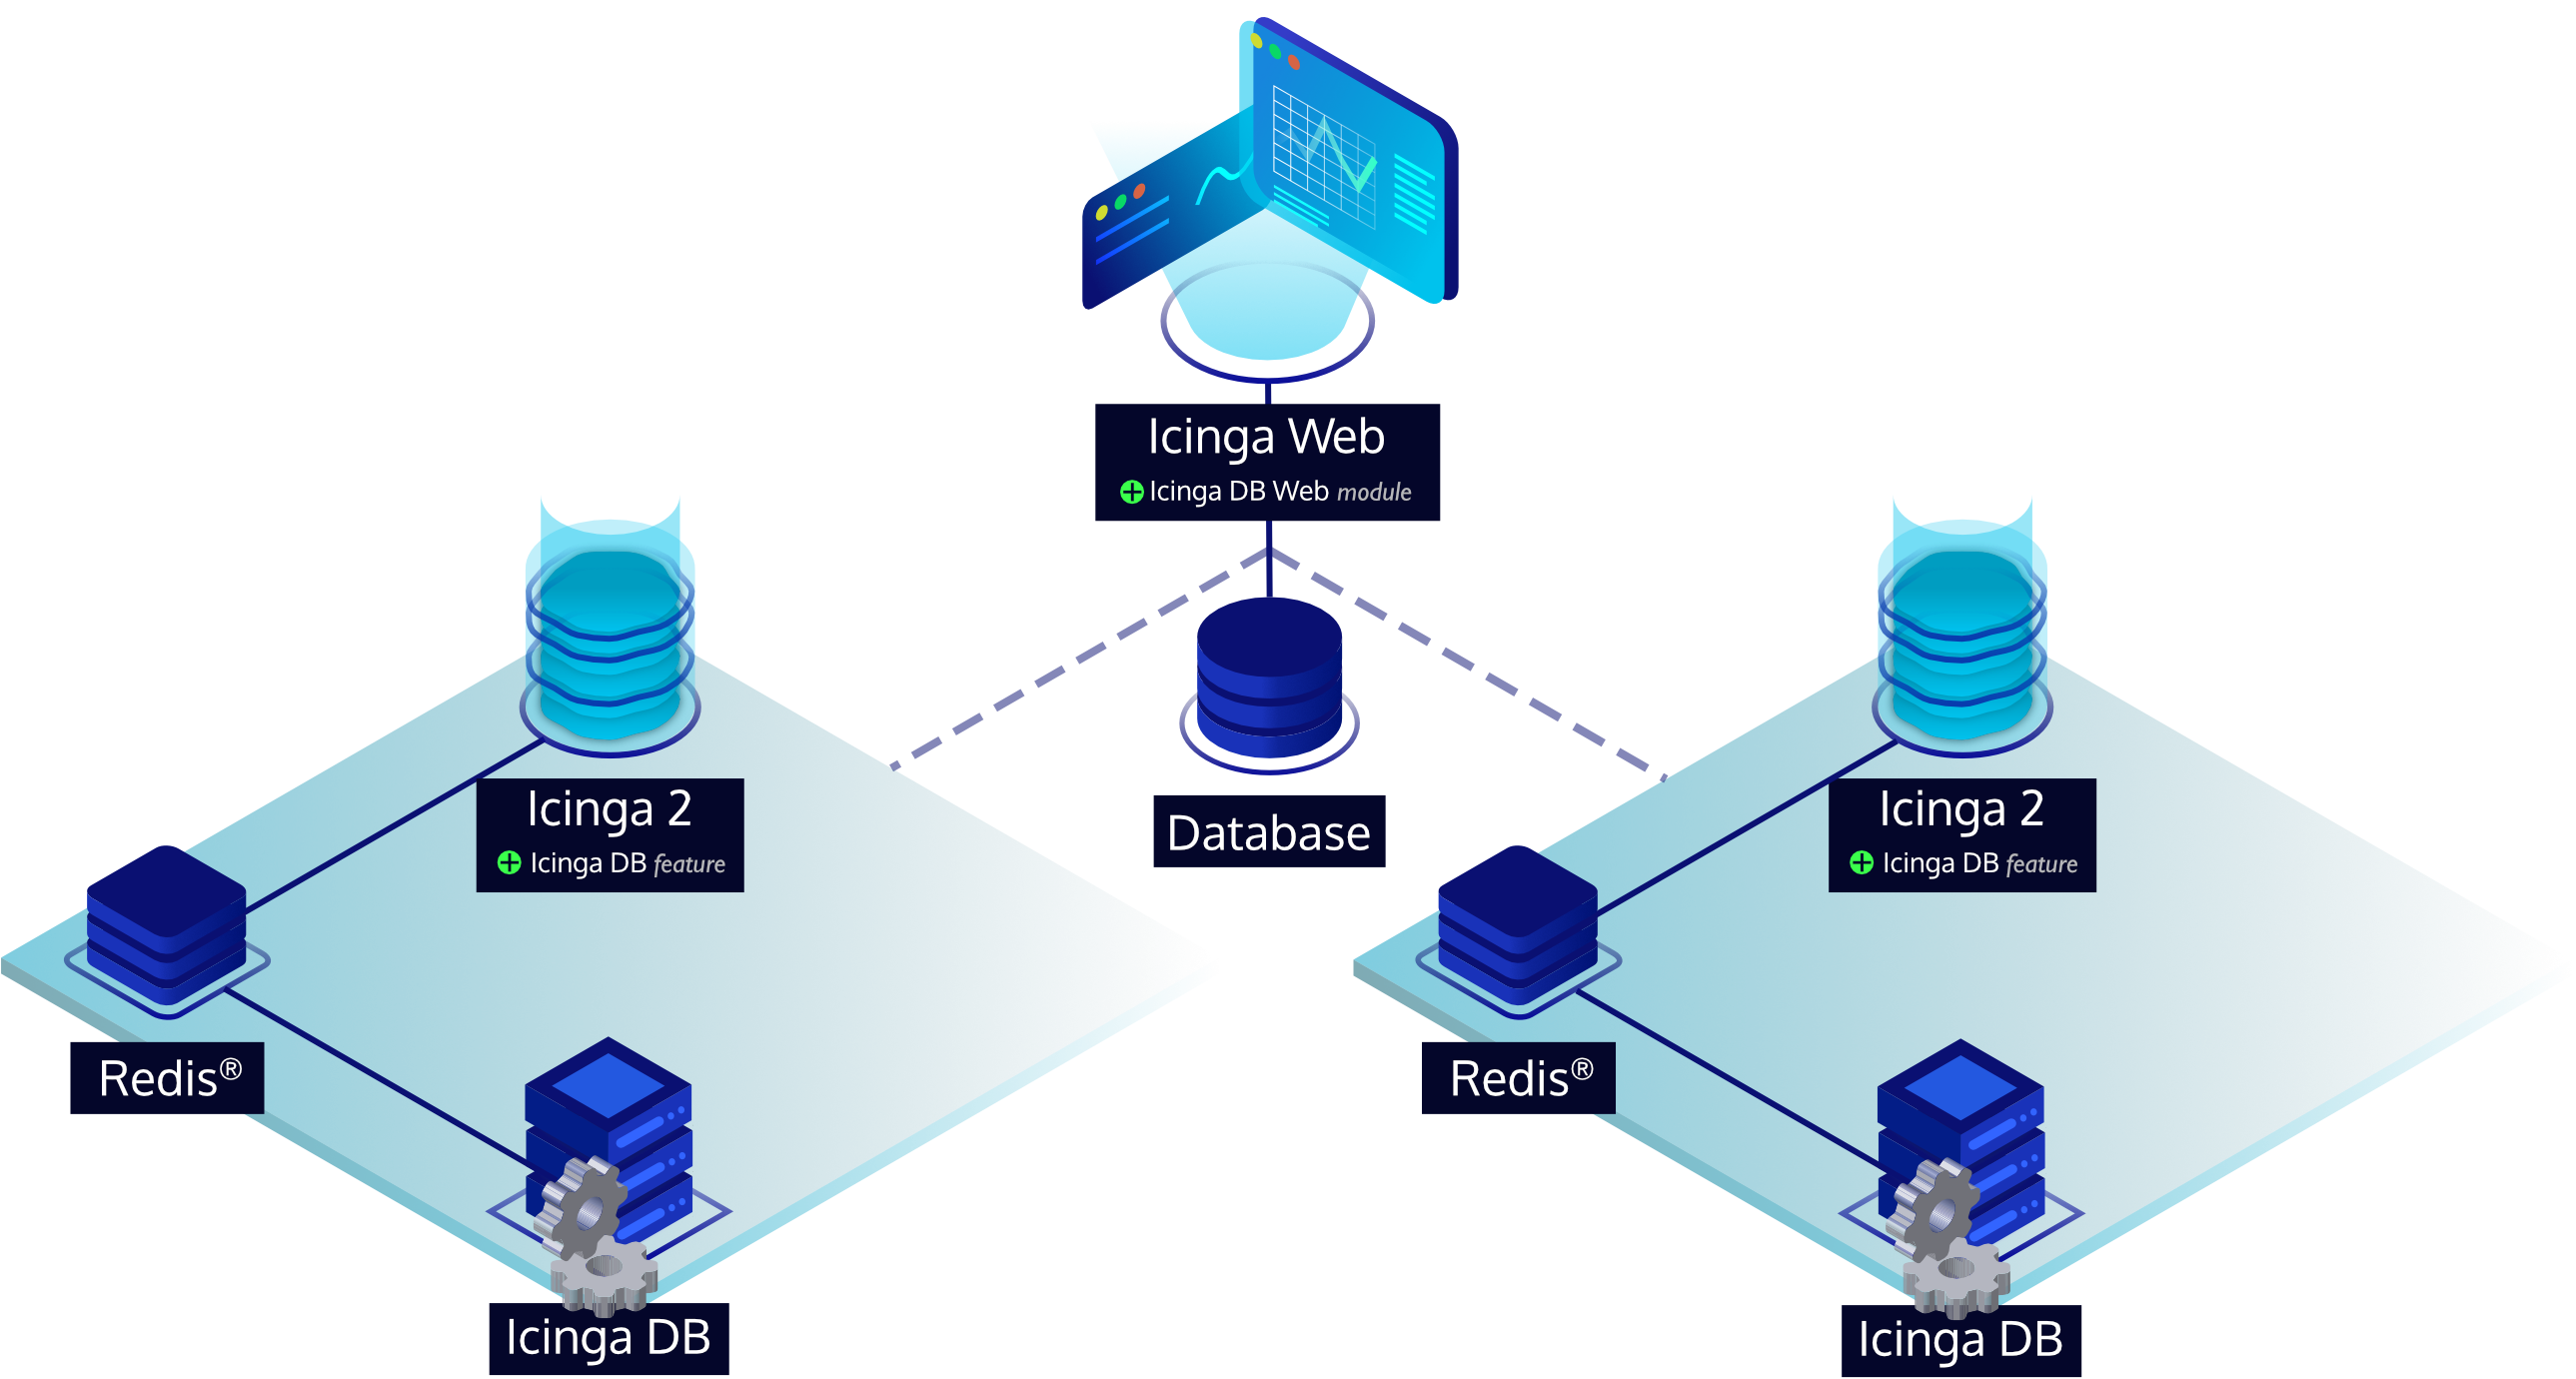 Icinga Web
Icinga DB Web module
Icinga 2
Icinga DB feature
Database
Icinga 2
Icinga DB feature
Redis®
Redis®
Icinga DB
Icinga DB